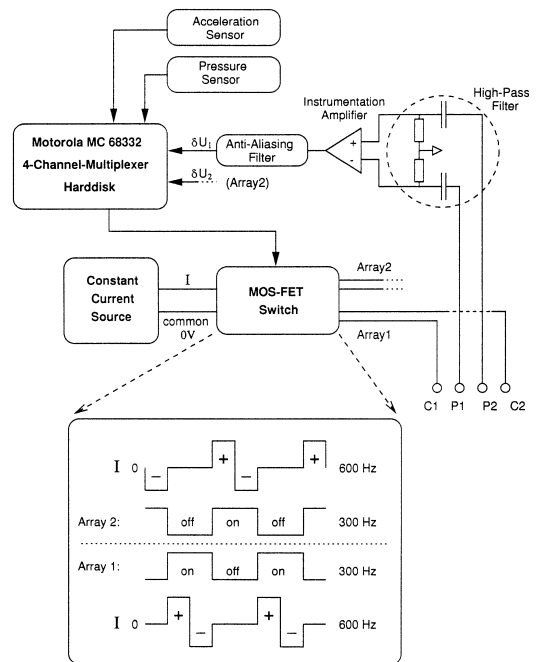 Acceleration
Sensor
Pressure
Sensor
High-Pass
Filter
Instrumentation
Amplifier
+
-
Anti-Aliasing
Filter
Motorola MC 68332
4-Channel-Multiplexer
Harddisk
δU1
δU2 (Array2)
Constant
Current
Source
I
common
0V
MOS-FET
Switch
Array2
Array1
C1 P1 P2 C2
I 0 − + − + 600 Hz
Array 2: off on off 300 Hz
Array 1: on off on 300 Hz
I 0 + − + − 600 Hz